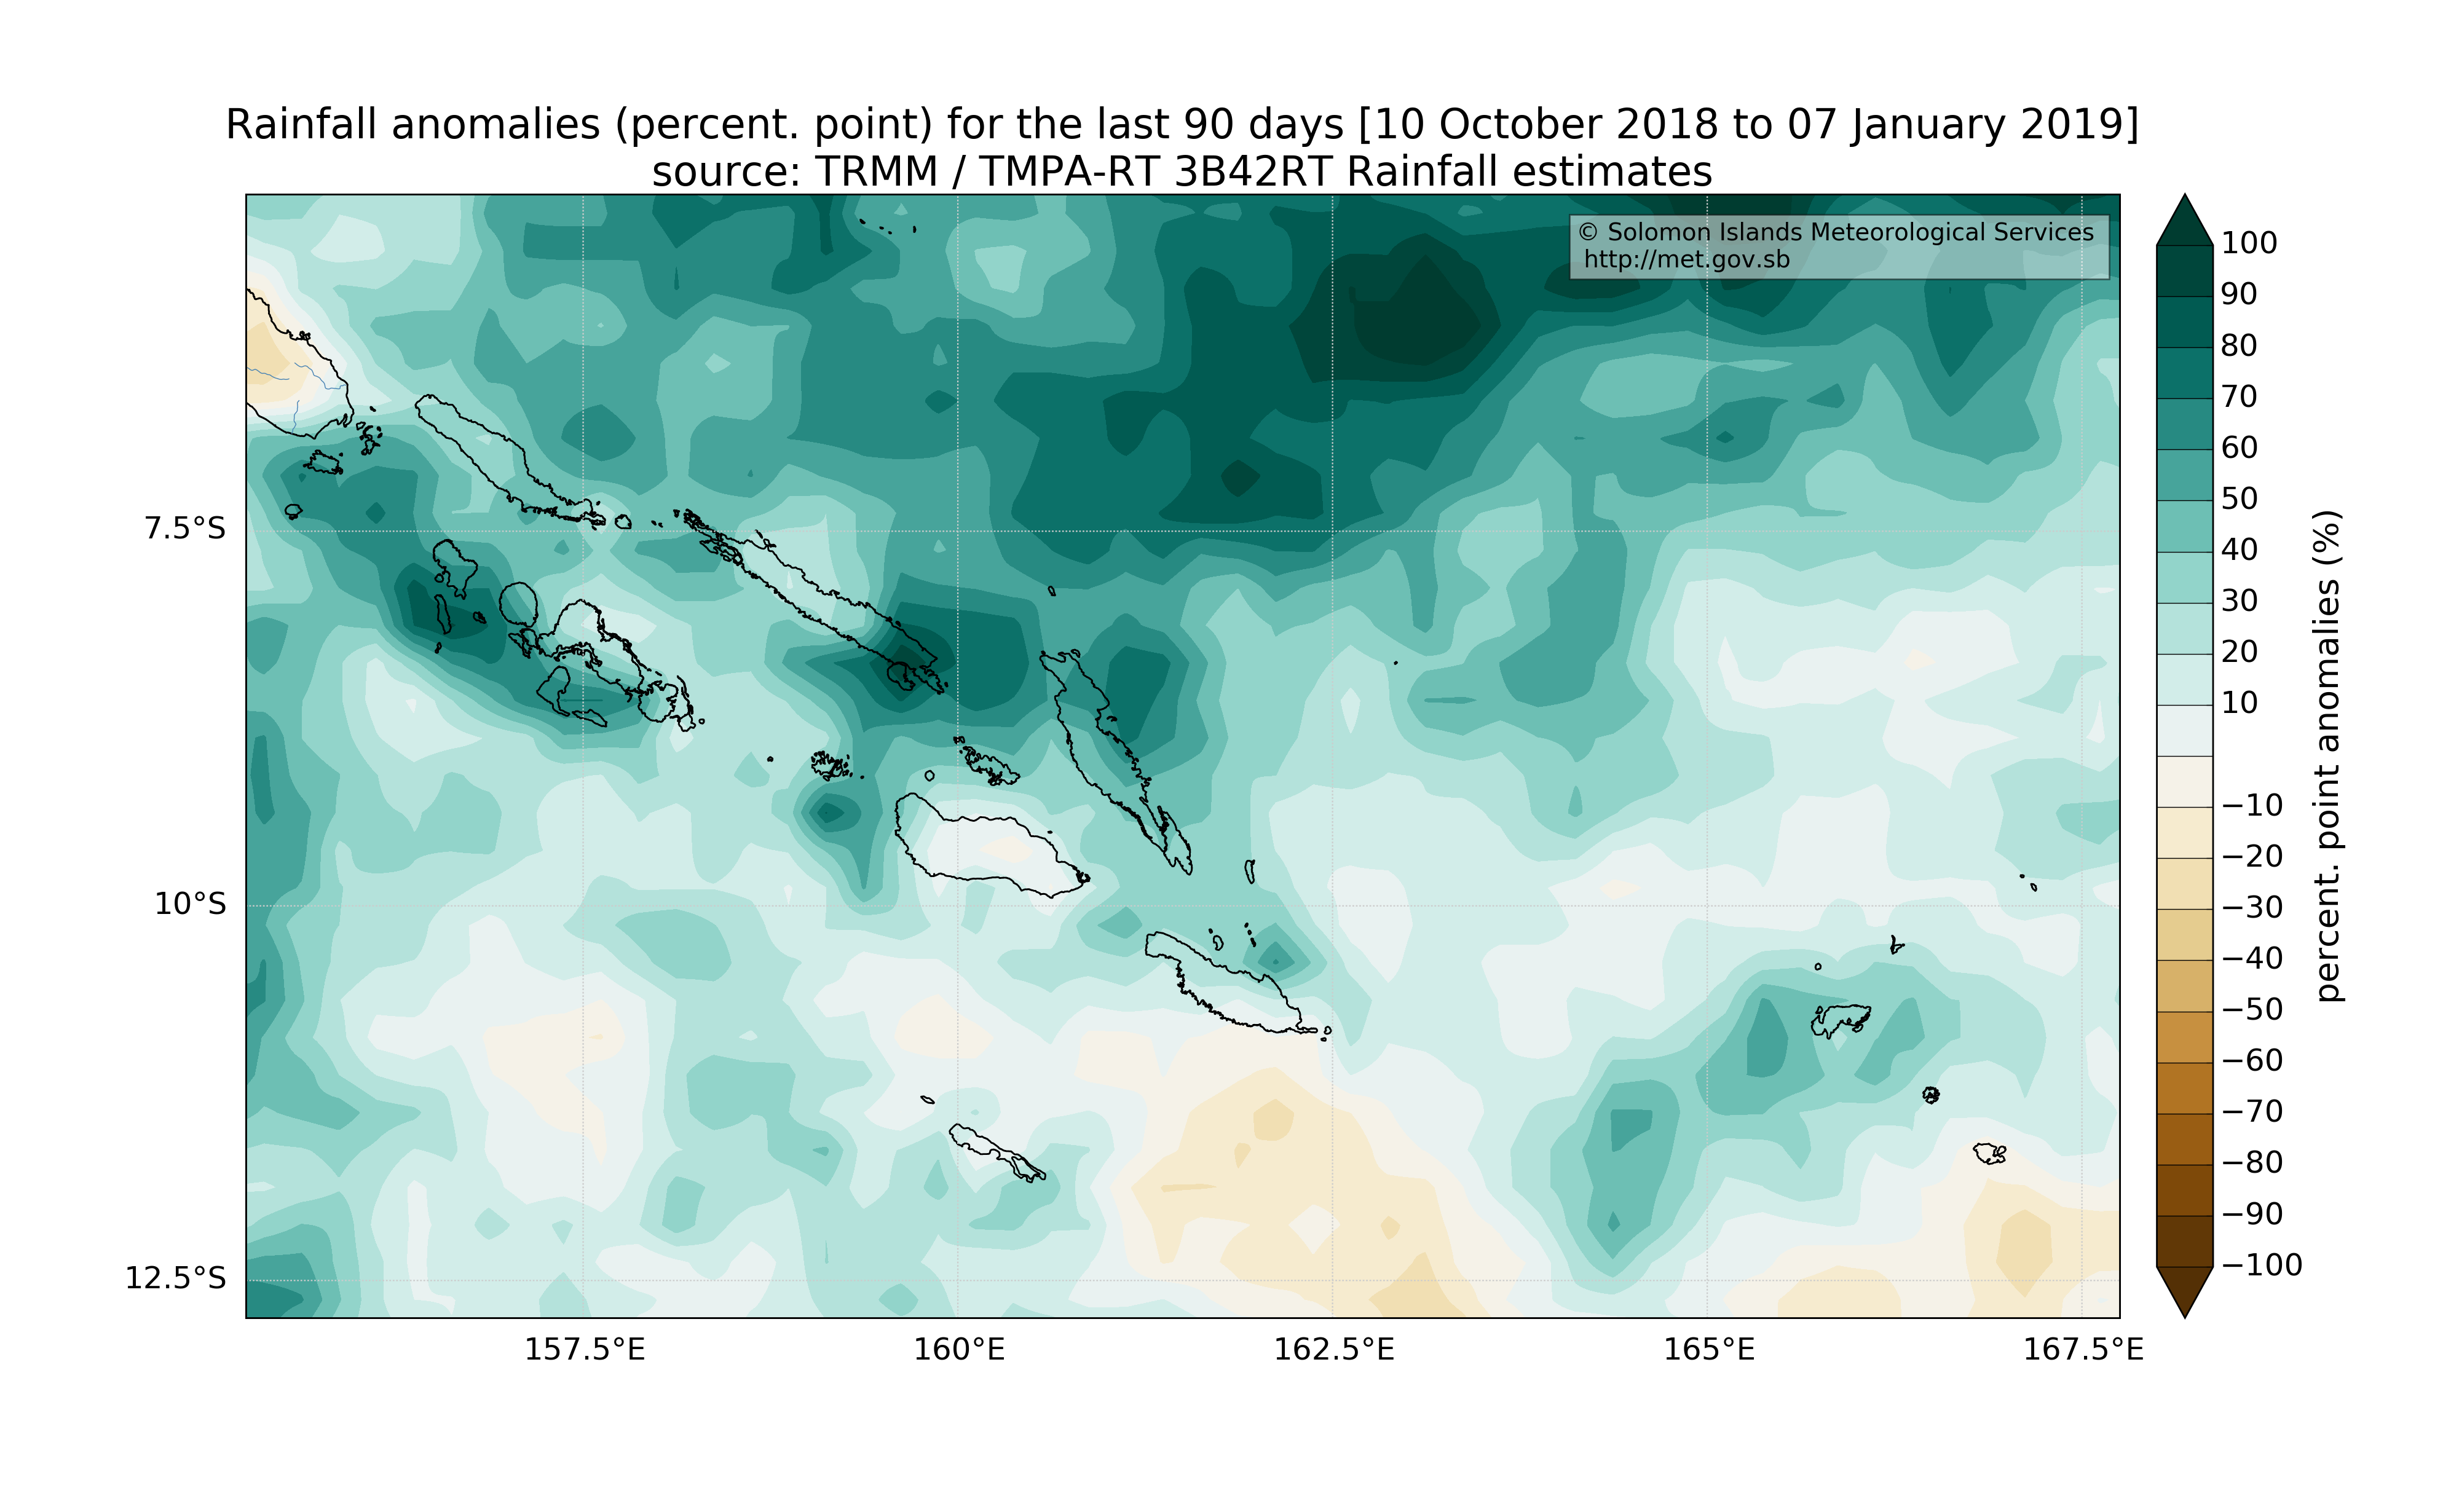 Rainfall anomalies (percent. point) for the last 90 days [10 October 2018 to 07 January 2019]
source: TRMM / TMPA-RT 3B42RT Rainfall estimates
© Solomon Islands Meteorological Services
http://met.gov.sb
7.5°S
10°S
12.5°S
157.5°E
160°E
162.5°E
165°E
167.5°E
100
90
80
70
60
50
40
30
20
10
−10
−20
−30
−40
−50
−60
−70
−80
−90
−100
percent. point anomalies (%)